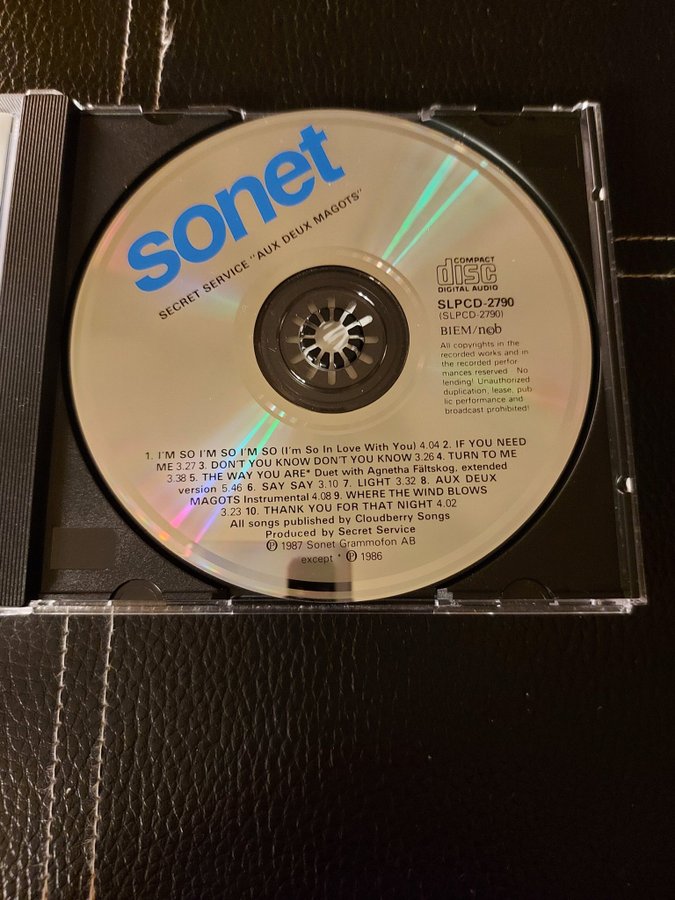 sonet
SECRET SERVICE "AUX DEUX MAGOTS"
COMPACT
disc
DIGITAL AUDIO
SLPCD-2790
(SLPCD-2790)
BIEM/ncb
All copyrights in the
recorded works and in
the recorded perfor
mances reserved No
lending! Unauthorized
duplication, lease, pub
lic performance and
broadcast prohibited!
1. I'M SO I'M SO I'M SO (I'm So In Love With You) 4.04 2. IF YOU NEED
ME 3.27 3. DON'T YOU KNOW DON'T YOU KNOW 3.26 4. TURN TO ME
3.38 5. THE WAY YOU ARE* Duet with Agnetha Fältskog, extended
version 5.46 6. SAY SAY 3.10 7. LIGHT 3.32 8. AUX DEUX
MAGOTS Instrumental 4.08 9. WHERE THE WIND BLOWS
3.23 10. THANK YOU FOR THAT NIGHT 4.02
All songs published by Cloudberry Songs
Produced by Secret Service
℗ 1987 Sonet Grammofon AB
except * ℗ 1986